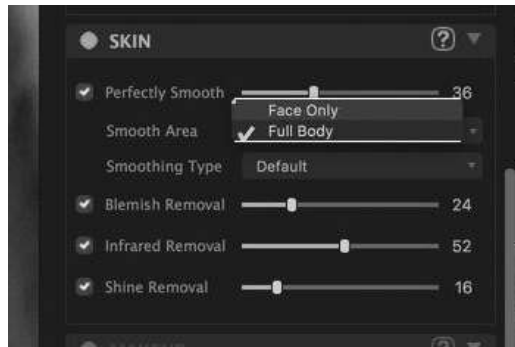 SKIN ?
Perfectly Smooth 36
Face Only
Smooth Area Full Body
Smoothing Type Default
Blemish Removal 24
Infrared Removal 52
Shine Removal 16
?